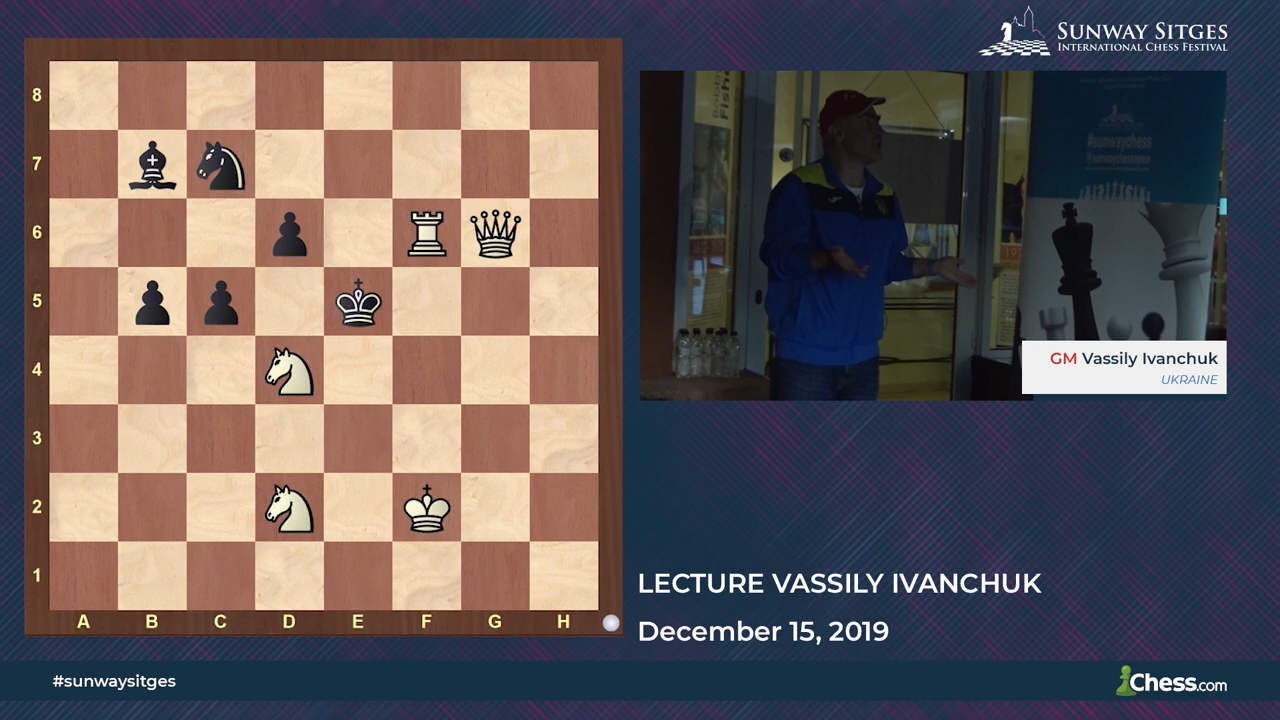 SUNWAY SITGES
INTERNATIONAL CHESS FESTIVAL
8
7
6
5
4
3
2
1
A B C D E F G H
#sunwaychess
GM Vassily Ivanchuk
UKRAINE
LECTURE VASSILY IVANCHUK
December 15, 2019
#sunwaysitges
Chess.com